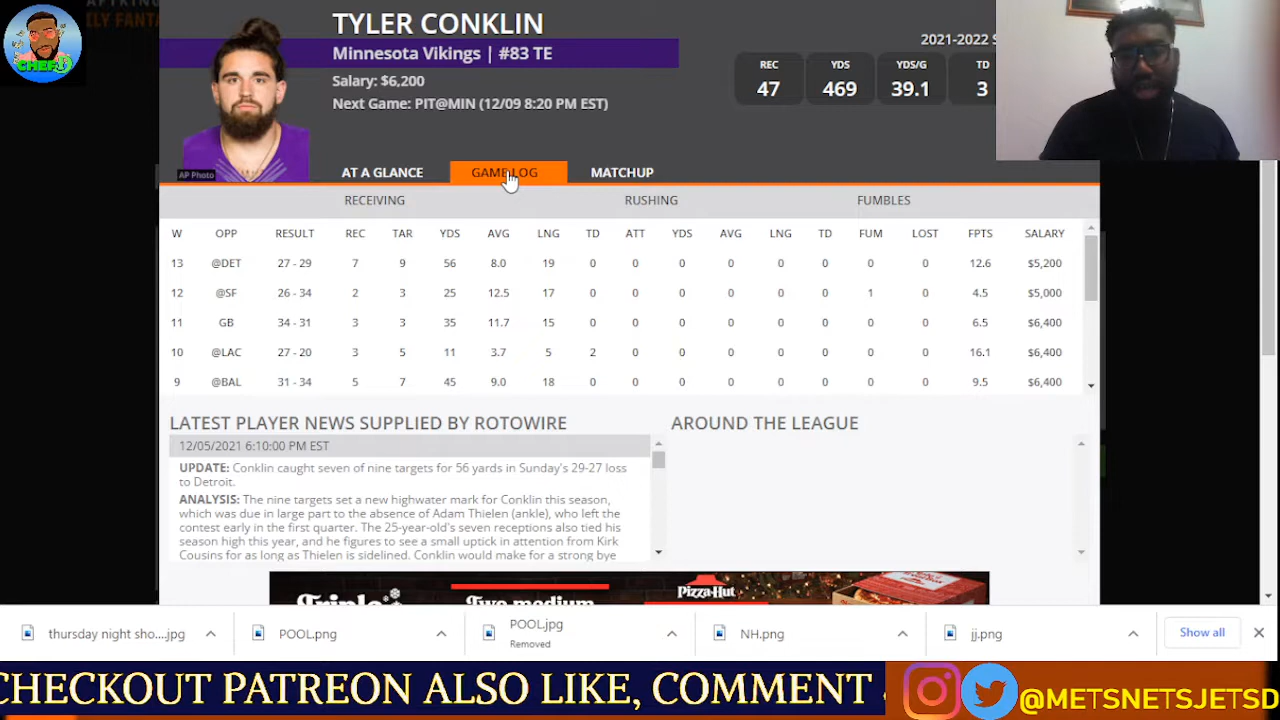 CHEF
TYLER CONKLIN
Minnesota Vikings | #83 TE
Salary: $6,200
Next Game: PIT@MIN (12/09 8:20 PM EST)
2021-2022 S
REC YDS YDS/G TD
47 469 39.1 3
AP Photo
AT A GLANCE GAME LOG MATCHUP
RECEIVING RUSHING FUMBLES
W OPP RESULT REC TAR YDS AVG LNG TD ATT YDS AVG LNG TD FUM LOST FPTS SALARY
13 @DET 27 - 29 7 9 56 8.0 19 0 0 0 0 0 0 0 0 12.6 $5,200
12 @SF 26 - 34 2 3 25 12.5 17 0 0 0 0 0 0 1 0 4.5 $5,000
11 GB 34 - 31 3 3 35 11.7 15 0 0 0 0 0 0 0 0 6.5 $6,400
10 @LAC 27 - 20 3 5 11 3.7 5 2 0 0 0 0 0 0 0 16.1 $6,400
9 @BAL 31 - 34 5 7 45 9.0 18 0 0 0 0 0 0 0 0 9.5 $6,400
LATEST PLAYER NEWS SUPPLIED BY ROTOWIRE
AROUND THE LEAGUE
12/05/2021 6:10:00 PM EST
UPDATE: Conklin caught seven of nine targets for 56 yards in Sunday's 29-27 loss
to Detroit.
ANALYSIS: The nine targets set a new highwater mark for Conklin this season,
which was due in large part to the absence of Adam Thielen (ankle), who left the
contest early in the first quarter. The 25-year-old's seven receptions also tied his
season high this year, and he figures to see a small uptick in attention from Kirk
Cousins for as long as Thielen is sidelined. Conklin would make for a strong bye
Triple
Two medium
Pizza Hut
thursday night sho....jpg
POOL.png
POOL.jpg
Removed
NH.png
jj.png
Show all
CHECKOUT PATREON ALSO LIKE, COMMENT
@METSNETSJETSD